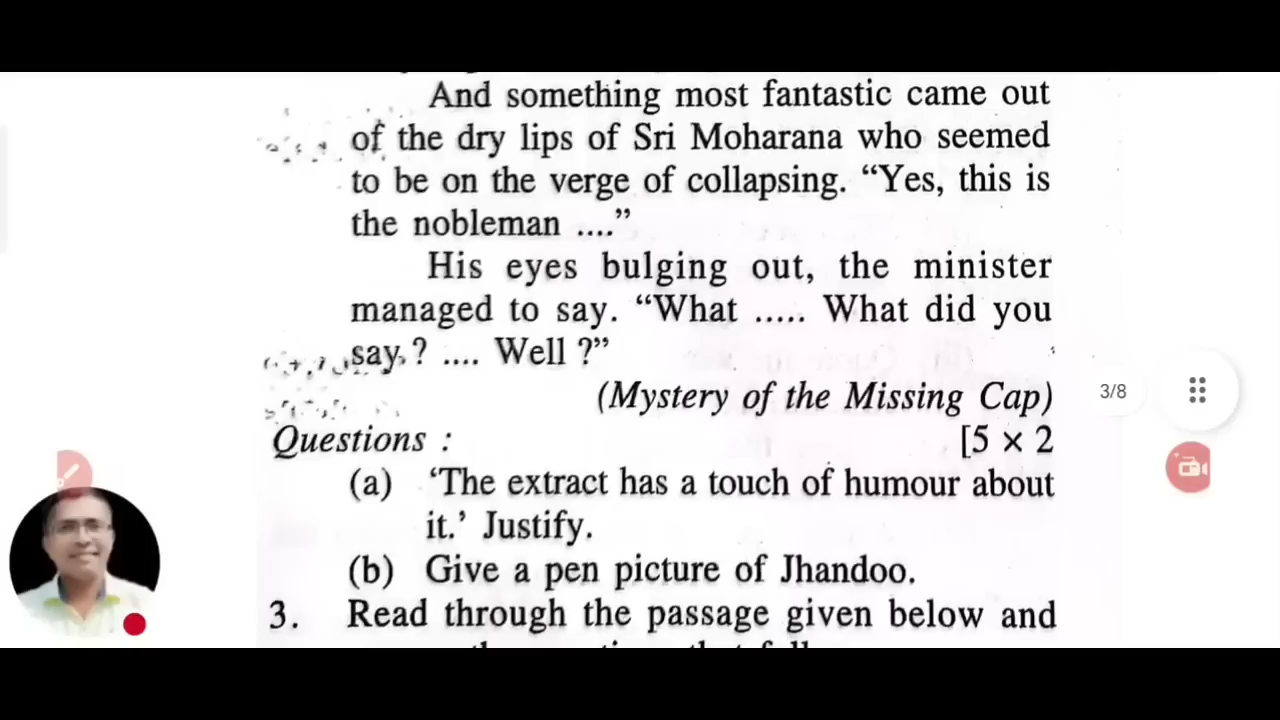 And something most fantastic came out
of the dry lips of Sri Moharana who seemed
to be on the verge of collapsing. “Yes, this is
the nobleman ....”
His eyes bulging out, the minister
managed to say. “What ..... What did you
say ? .... Well ?”
(Mystery of the Missing Cap)
3/8
Questions : [5 × 2
(a) ‘The extract has a touch of humour about
it.’ Justify.
(b) Give a pen picture of Jhandoo.
3. Read through the passage given below and